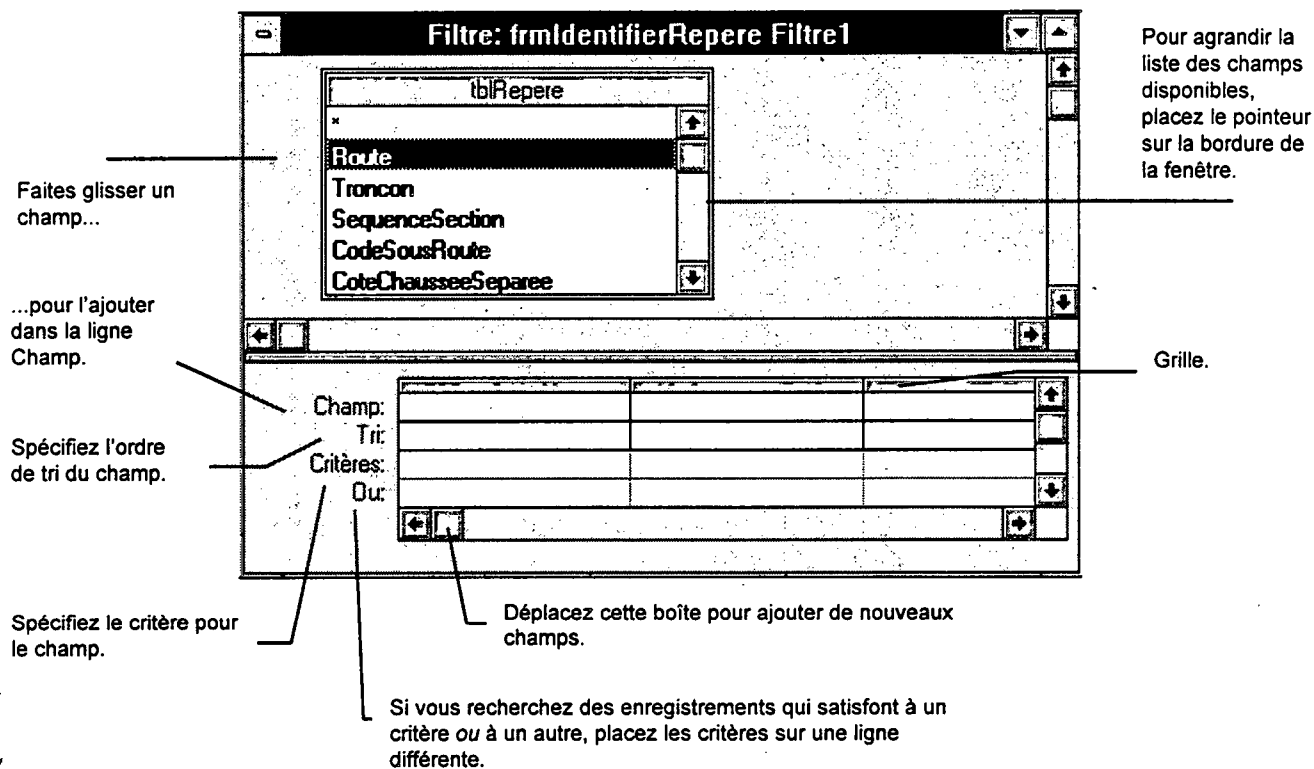 Filtre: frmIdentifierRepere Filtre1
tblRepere
*
Route
Troncon
SequenceSection
CodeSousRoute
CoteChausseeSeparee
Pour agrandir la
liste des champs
disponibles,
placez le pointeur
sur la bordure de
la fenêtre.
Faites glisser un
champ...
...pour l'ajouter
dans la ligne
Champ.
Grille.
Champ:
Tri:
Critères:
Ou:
Spécifiez l'ordre
de tri du champ.
Spécifiez le critère pour
le champ.
Déplacez cette boîte pour ajouter de nouveaux
champs.
Si vous recherchez des enregistrements qui satisfont à un
critère ou à un autre, placez les critères sur une ligne
différente.